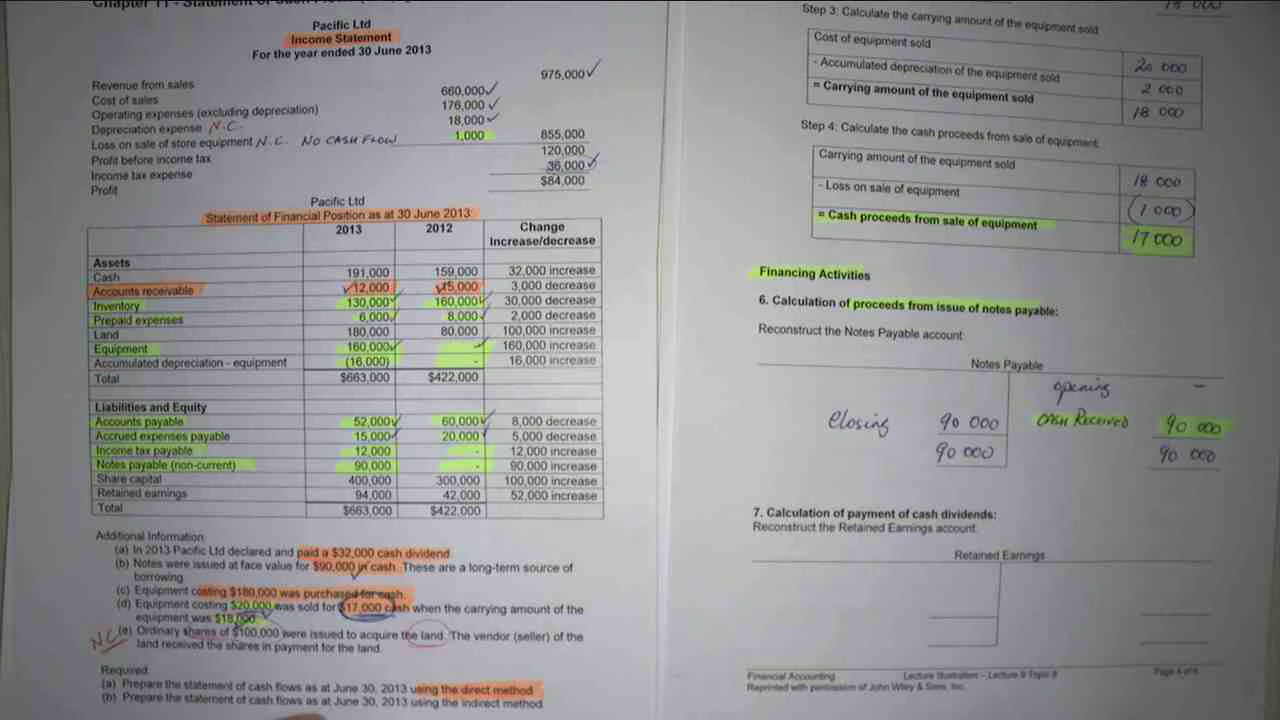 Pacific Ltd
Income Statement
For the year ended 30 June 2013
Revenue from sales 975,000
Cost of sales 660,000
Operating expenses (excluding depreciation) 176,000
Depreciation expense N.C. 18,000
Loss on sale of store equipment N.C. NO CASH FLOW 1,000 855,000
Profit before income tax 120,000
Income tax expense 36,000
Profit $84,000
Pacific Ltd
Statement of Financial Position as at 30 June 2013
2013 2012 Change
Increase/decrease
Assets
Cash 191,000 159,000 32,000 increase
Accounts receivable 12,000 15,000 3,000 decrease
Inventory 130,000 160,000 30,000 decrease
Prepaid expenses 6,000 8,000 2,000 decrease
Land 180,000 80,000 100,000 increase
Equipment 160,000 - 160,000 increase
Accumulated depreciation - equipment (16,000) - 16,000 increase
Total $663,000 $422,000
Liabilities and Equity
Accounts payable 52,000 60,000 8,000 decrease
Accrued expenses payable 15,000 20,000 5,000 decrease
Income tax payable 12,000 - 12,000 increase
Notes payable (non-current) 90,000 - 90,000 increase
Share capital 400,000 300,000 100,000 increase
Retained earnings 94,000 42,000 52,000 increase
Total $663,000 $422,000
Additional Information
(a) In 2013 Pacific Ltd declared and paid a $32,000 cash dividend
(b) Notes were issued at face value for $90,000 in cash. These are a long-term source of
borrowing
(c) Equipment costing $180,000 was purchased for cash.
(d) Equipment costing $20,000 was sold for $17,000 cash when the carrying amount of the
equipment was $18,000
NC (e) Ordinary shares of $100,000 were issued to acquire the land. The vendor (seller) of the
land received the shares in payment for the land.
Required
(a) Prepare the statement of cash flows as at June 30, 2013 using the direct method
(b) Prepare the statement of cash flows as at June 30, 2013 using the indirect method
Step 3: Calculate the carrying amount of the equipment sold
Cost of equipment sold 20 000
- Accumulated depreciation of the equipment sold 2 000
= Carrying amount of the equipment sold 18 000
Step 4: Calculate the cash proceeds from sale of equipment:
Carrying amount of the equipment sold 18 000
- Loss on sale of equipment (1 000)
= Cash proceeds from sale of equipment 17 000
Financing Activities
6. Calculation of proceeds from issue of notes payable:
Reconstruct the Notes Payable account
Notes Payable
opening -
Closing 90 000 cash Received 90 000
90 000 90 000
7. Calculation of payment of cash dividends:
Reconstruct the Retained Earnings account
Retained Earnings
Financial Accounting Lecture Illustration - Lecture 9 Topic 8 Page 4 of 6
Reprinted with permission of John Wiley & Sons, Inc.